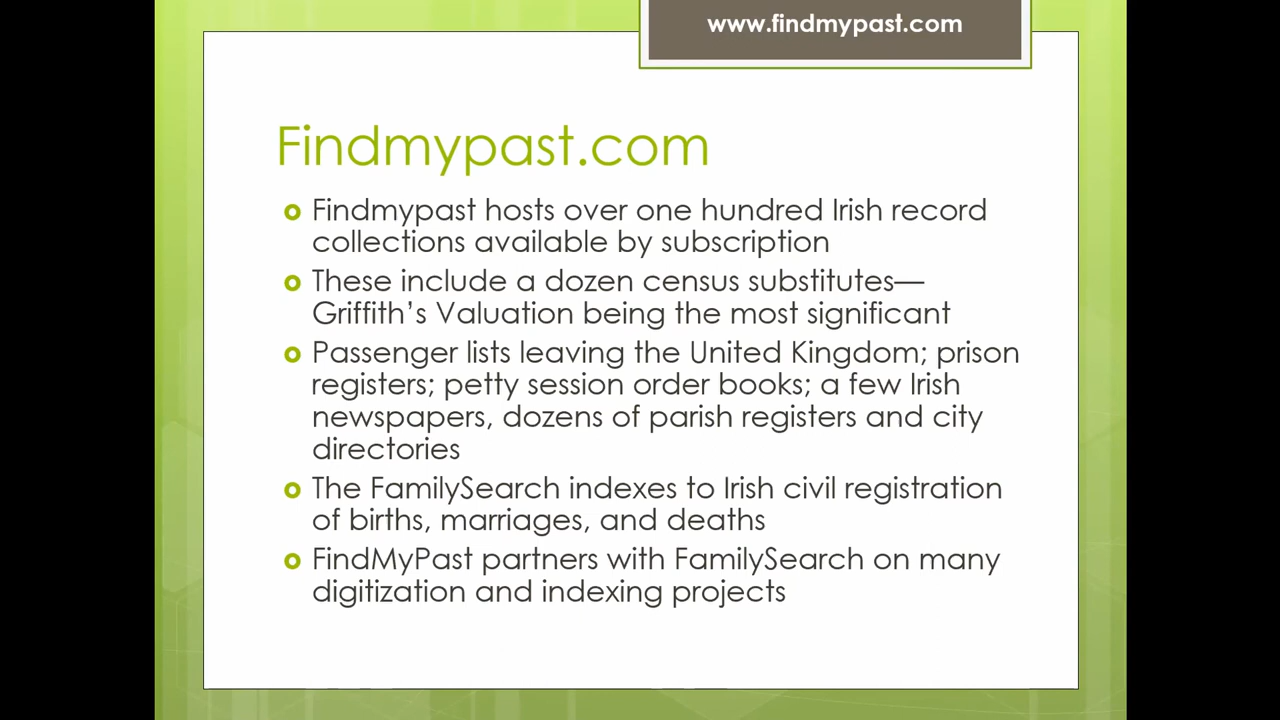 www.findmypast.com
Findmypast.com
Findmypast hosts over one hundred Irish record
collections available by subscription
These include a dozen census substitutes—
Griffith's Valuation being the most significant
Passenger lists leaving the United Kingdom; prison
registers; petty session order books; a few Irish
newspapers, dozens of parish registers and city
directories
The FamilySearch indexes to Irish civil registration
of births, marriages, and deaths
FindMyPast partners with FamilySearch on many
digitization and indexing projects